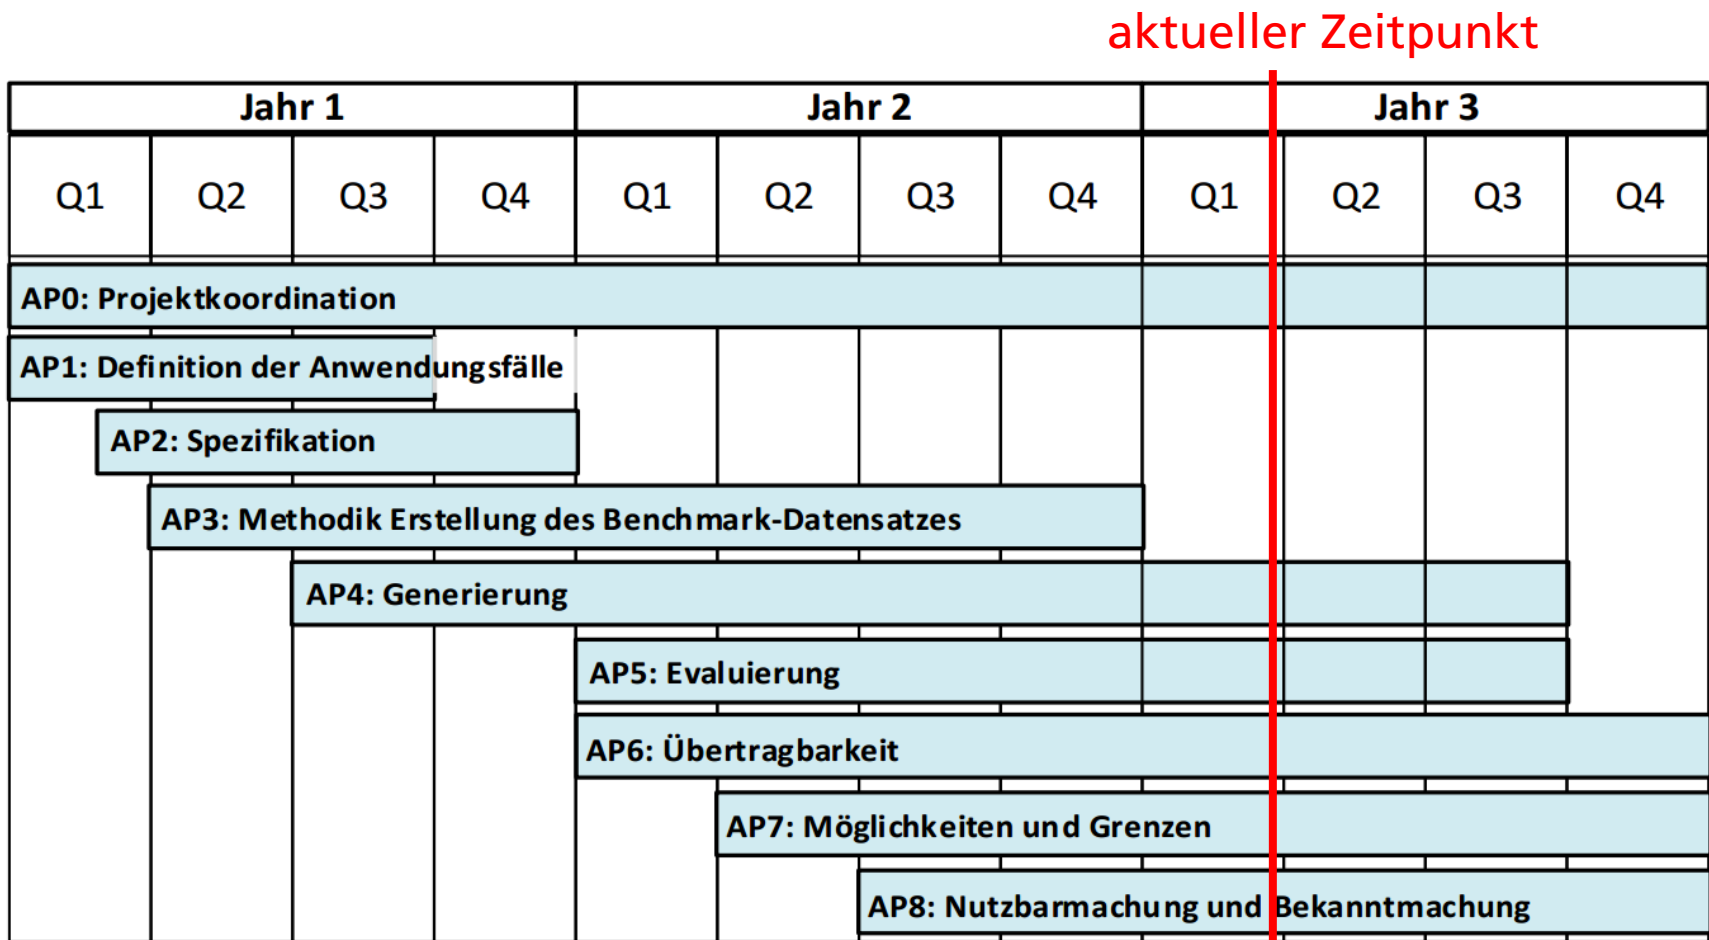 aktueller Zeitpunkt
Jahr 1 Jahr 2 Jahr 3
Q1 Q2 Q3 Q4 Q1 Q2 Q3 Q4 Q1 Q2 Q3 Q4
AP0: Projektkoordination
AP1: Definition der Anwendungsfälle
AP2: Spezifikation
AP3: Methodik Erstellung des Benchmark-Datensatzes
AP4: Generierung
AP5: Evaluierung
AP6: Übertragbarkeit
AP7: Möglichkeiten und Grenzen
AP8: Nutzbarmachung und Bekanntmachung